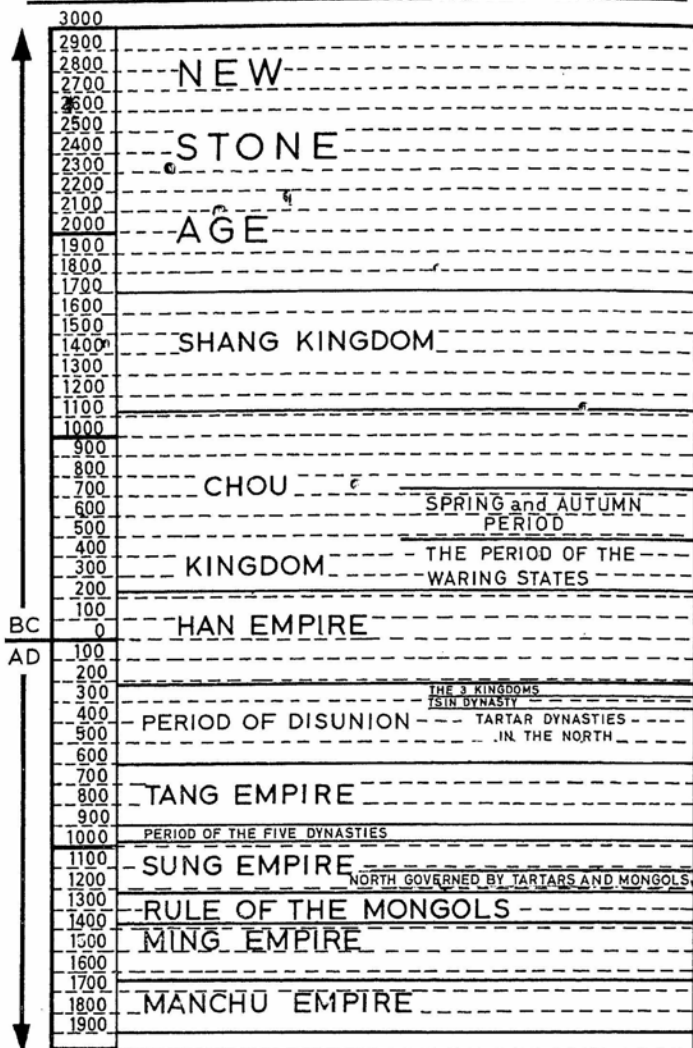 3000
2900
2800 NEW
2700
2600
2500
2400 STONE
2300
2200
2100
2000 AGE
1900
1800
1700
1600
1500
1400 SHANG KINGDOM
1300
1200
1100
1000
900
800
700 CHOU
600 SPRING and AUTUMN
500 PERIOD
400 THE PERIOD OF THE
300 KINGDOM WARING STATES
200
100
BC 0 HAN EMPIRE
AD 100
200
300 THE 3 KINGDOMS
TSIN DYNASTY
400 PERIOD OF DISUNION TARTAR DYNASTIES
500 IN THE NORTH
600
700
800 TANG EMPIRE
900
1000 PERIOD OF THE FIVE DYNASTIES
1100 SUNG EMPIRE
1200 NORTH GOVERNED BY TARTARS AND MONGOLS
1300 RULE OF THE MONGOLS
1400
1500 MING EMPIRE
1600
1700
1800 MANCHU EMPIRE
1900